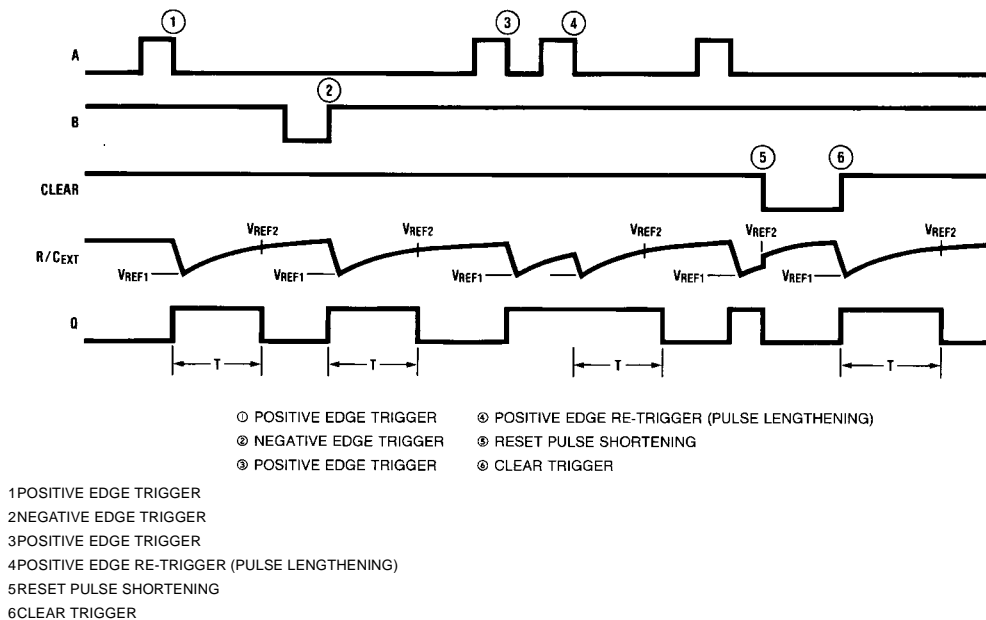 ① ③ ④
A
②
B
⑤ ⑥
CLEAR
VREF2 VREF2 VREF2 VREF2 VREF2
R/CEXT
VREF1 VREF1 VREF1 VREF1 VREF1
Q
T T T T
① POSITIVE EDGE TRIGGER ④ POSITIVE EDGE RE-TRIGGER (PULSE LENGTHENING)
② NEGATIVE EDGE TRIGGER ⑤ RESET PULSE SHORTENING
③ POSITIVE EDGE TRIGGER ⑥ CLEAR TRIGGER
1POSITIVE EDGE TRIGGER
2NEGATIVE EDGE TRIGGER
3POSITIVE EDGE TRIGGER
4POSITIVE EDGE RE-TRIGGER (PULSE LENGTHENING)
5RESET PULSE SHORTENING
6CLEAR TRIGGER